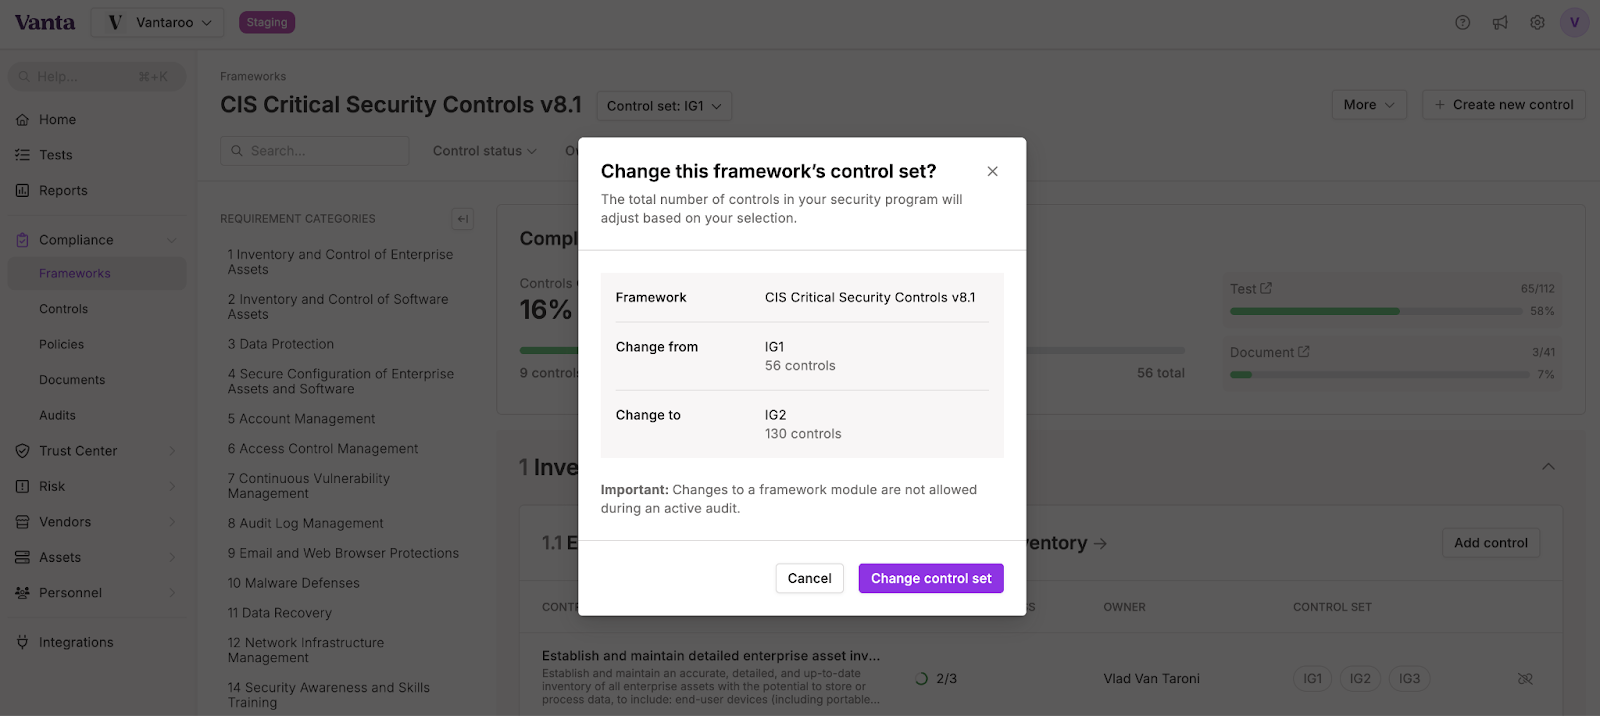 Vanta
V
Vantaroo
Staging
V
Help...
⌘+K
Home
Tests
Reports
Compliance
Frameworks
Controls
Policies
Documents
Audits
Trust Center
Risk
Vendors
Assets
Personnel
Integrations
Frameworks
CIS Critical Security Controls v8.1
Control set: IG1
More
+ Create new control
Search...
Control status
REQUIREMENT CATEGORIES
1 Inventory and Control of Enterprise
Assets
2 Inventory and Control of Software
Assets
3 Data Protection
4 Secure Configuration of Enterprise
Assets and Software
5 Account Management
6 Access Control Management
7 Continuous Vulnerability
Management
8 Audit Log Management
9 Email and Web Browser Protections
10 Malware Defenses
11 Data Recovery
12 Network Infrastructure
Management
14 Security Awareness and Skills
Training
Compl
Controls
16%
9 controls
56 total
Test
65/112
58%
Document
3/41
7%
Change this framework’s control set?
The total number of controls in your security program will
adjust based on your selection.
Framework
CIS Critical Security Controls v8.1
Change from
IG1
56 controls
Change to
IG2
130 controls
Important: Changes to a framework module are not allowed
during an active audit.
Cancel
Change control set
1 Inve
1.1 E
ventory →
Add control
CONT
S
OWNER
CONTROL SET
Establish and maintain detailed enterprise asset inv...
Establish and maintain an accurate, detailed, and up-to-date
inventory of all enterprise assets with the potential to store or
process data, to include: end-user devices (including portable...
2/3
Vlad Van Taroni
IG1
IG2
IG3